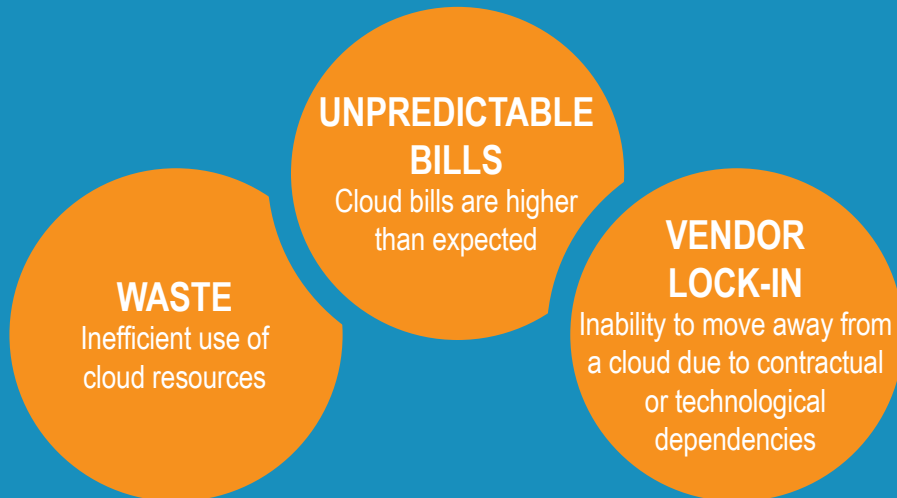 WASTE
Inefficient use of
cloud resources
UNPREDICTABLE
BILLS
Cloud bills are higher
than expected
VENDOR
LOCK-IN
Inability to move away from
a cloud due to contractual
or technological
dependencies